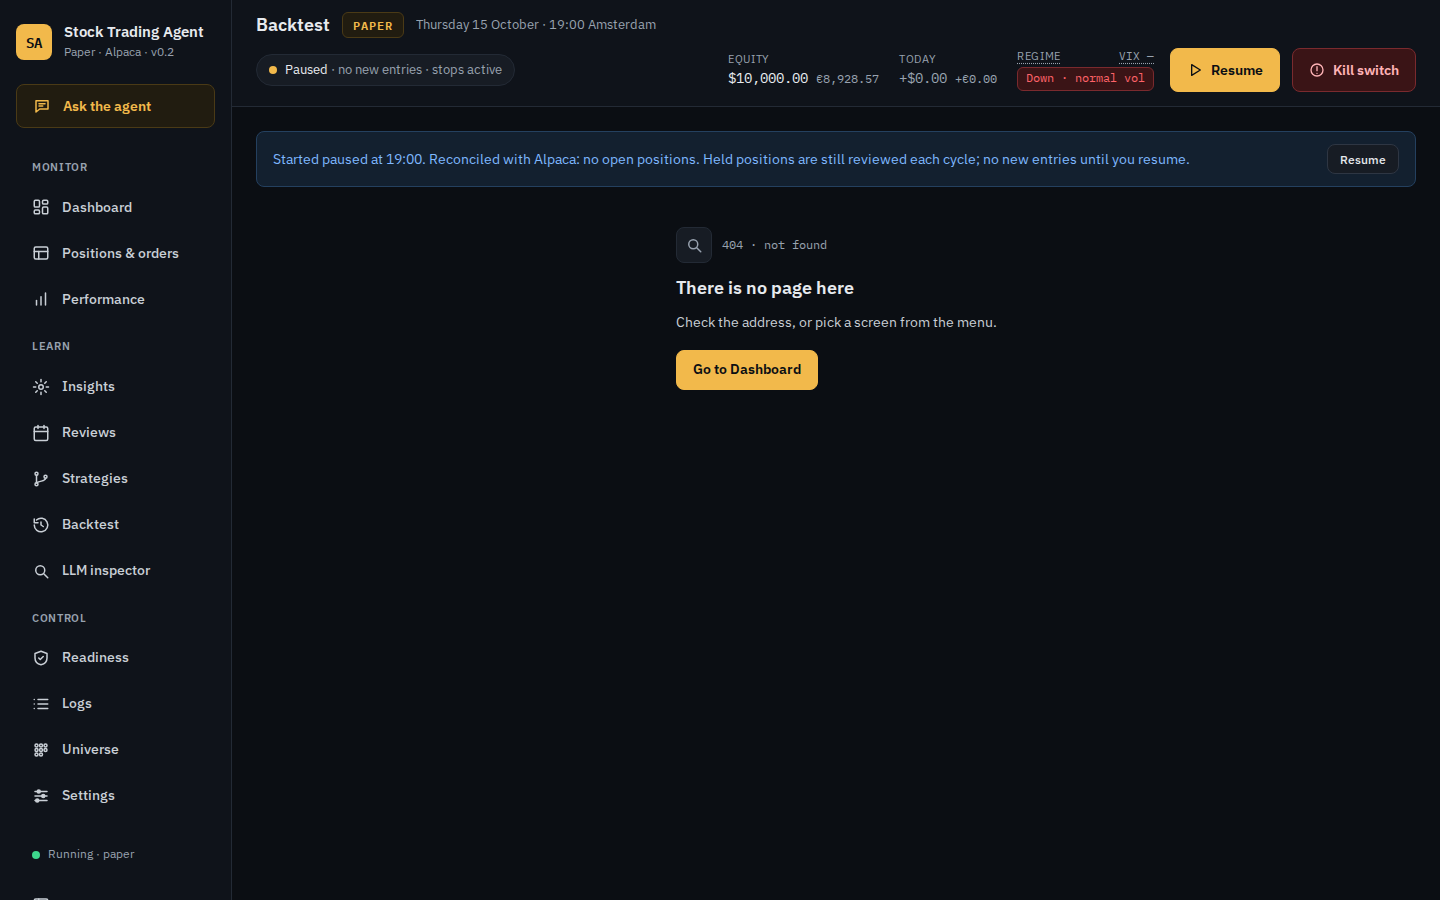 SA
Stock Trading Agent
Paper · Alpaca · v0.2
Ask the agent
MONITOR
Dashboard
Positions & orders
Performance
LEARN
Insights
Reviews
Strategies
Backtest
LLM inspector
CONTROL
Readiness
Logs
Universe
Settings
Running · paper
Backtest
PAPER
Thursday 15 October · 19:00 Amsterdam
Paused · no new entries · stops active
EQUITY
$10,000.00 €8,928.57
TODAY
+$0.00 +€0.00
REGIME
VIX —
Down · normal vol
Resume
Kill switch
Started paused at 19:00. Reconciled with Alpaca: no open positions. Held positions are still reviewed each cycle; no new entries until you resume.
Resume
404 · not found
There is no page here
Check the address, or pick a screen from the menu.
Go to Dashboard